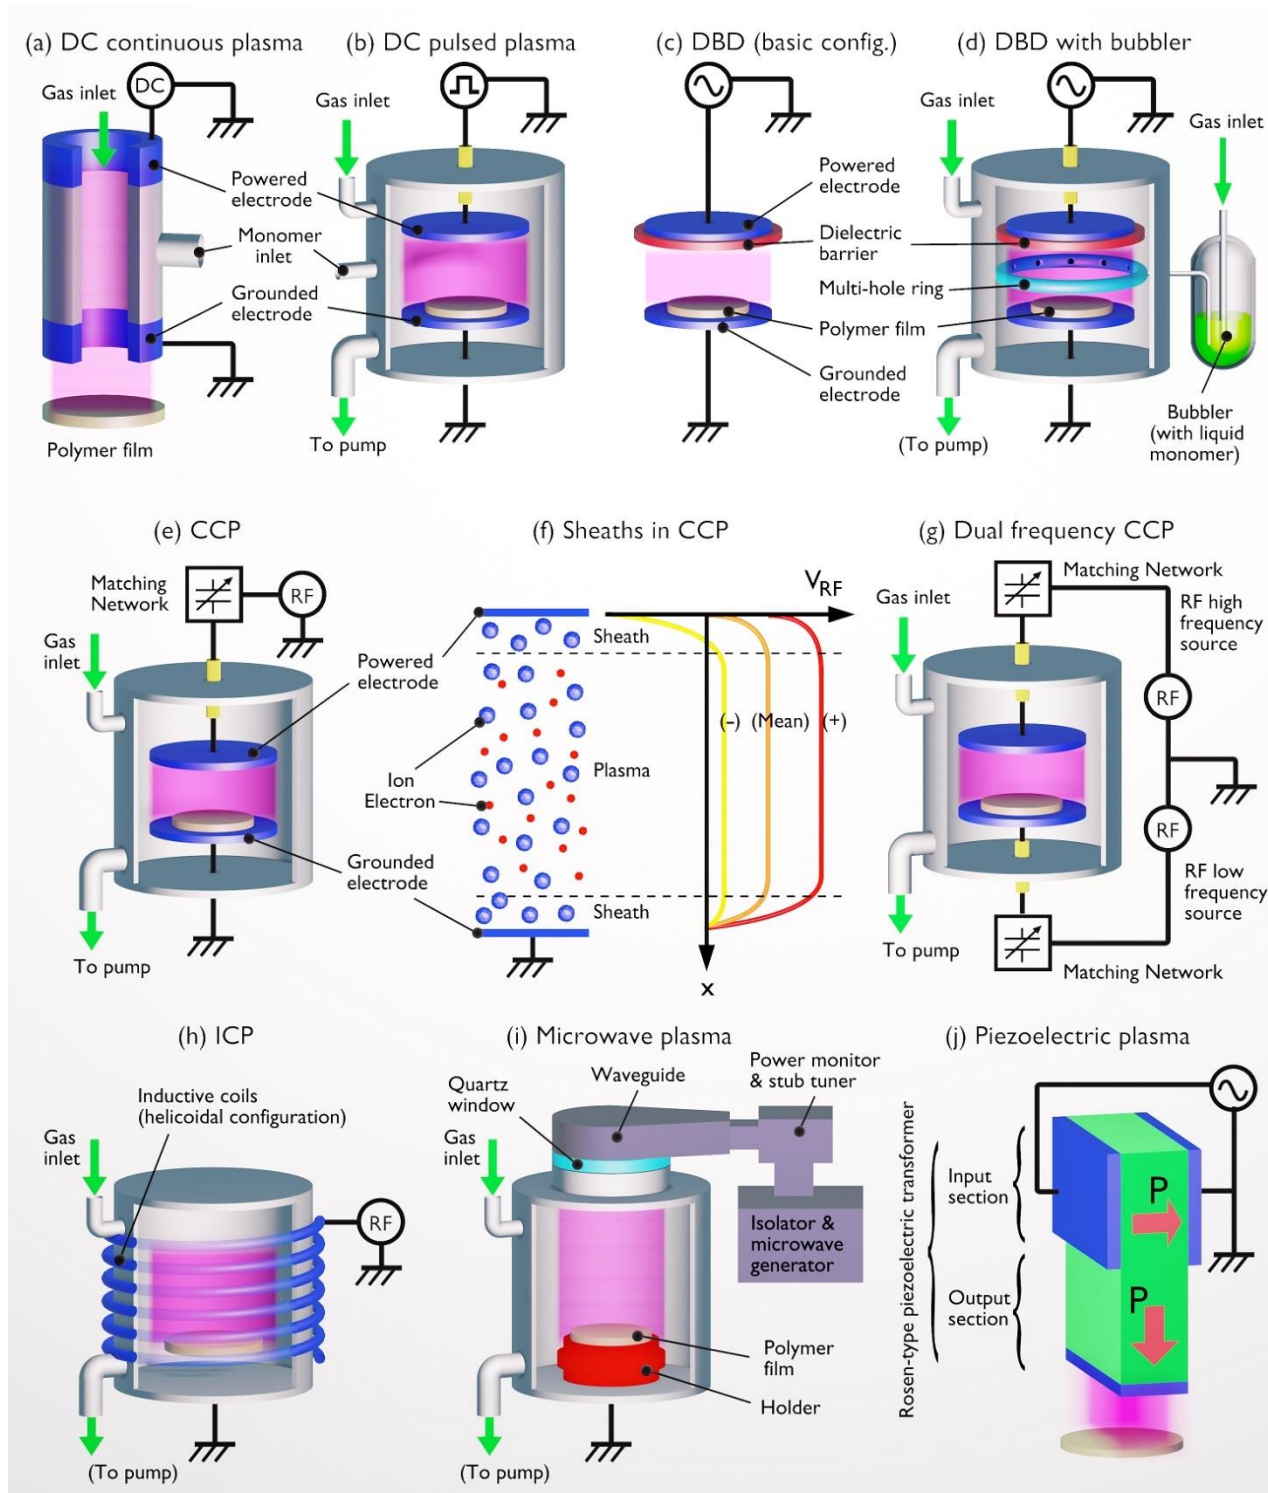 (a) DC continuous plasma
DC
Gas inlet
Powered
electrode
Monomer
inlet
Grounded
electrode
Polymer film
(b) DC pulsed plasma
Gas inlet
To pump
(c) DBD (basic config.)
Powered
electrode
Dielectric
barrier
Multi-hole ring
Polymer film
Grounded
electrode
(d) DBD with bubbler
Gas inlet
Gas inlet
(To pump)
Bubbler
(with liquid
monomer)
(e) CCP
Matching
Network
RF
Gas
inlet
Powered
electrode
Ion
Electron
Grounded
electrode
To pump
(f) Sheaths in CCP
VRF
Sheath
(–) (Mean) (+)
Plasma
Sheath
x
(g) Dual frequency CCP
Matching Network
Gas inlet
RF high
frequency
source
RF
RF
RF low
frequency
source
To pump
Matching Network
(h) ICP
Inductive coils
(helicoidal configuration)
Gas
inlet
RF
(To pump)
(i) Microwave plasma
Waveguide
Power monitor
& stub tuner
Quartz
window
Gas
inlet
Isolator &
microwave
generator
Polymer
film
Holder
(To pump)
(j) Piezoelectric plasma
Rosen-type piezoelectric transformer
Input
section
P
Output
section
P